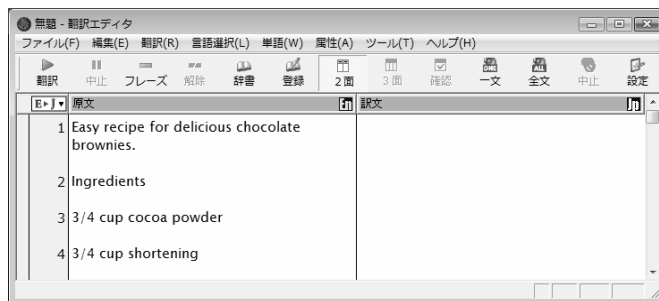 無題 - 翻訳エディタ
ファイル(F) 編集(E) 翻訳(R) 言語選択(L) 単語(W) 属性(A) ツール(T) ヘルプ(H)
翻訳 中止 フレーズ 解除 辞書 登録 2面 3面 確認 一文 全文 中止 設定
E▸J▾ 原文 訳文
1 Easy recipe for delicious chocolate
brownies.
2 Ingredients
3 3/4 cup cocoa powder
4 3/4 cup shortening